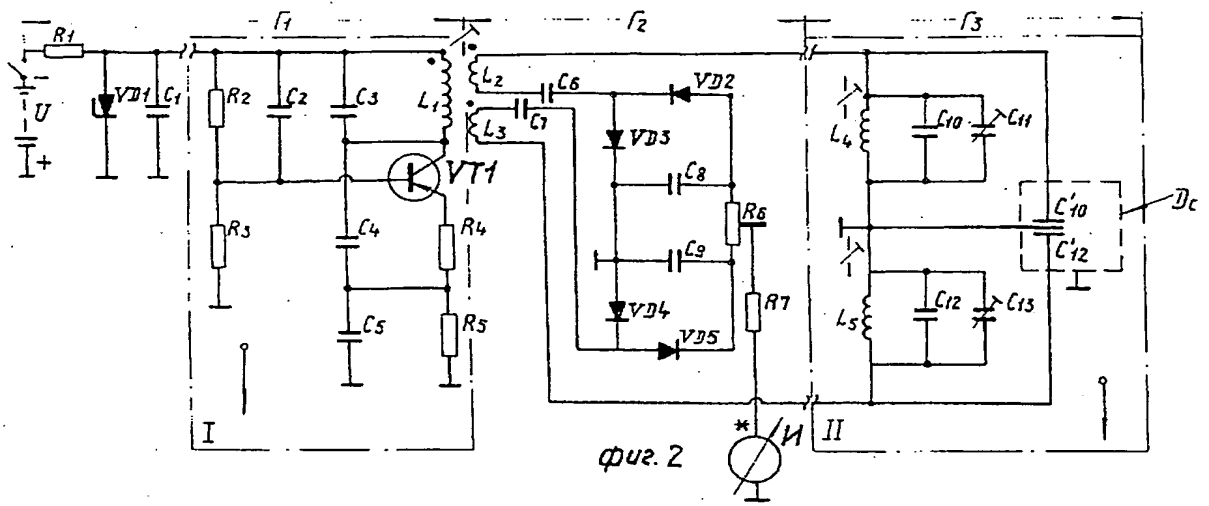 Г1
Г2
Г3
R1
U
+
VD1
C1
R2
C2
C3
L1
VT1
R3
C4
R4
C5
R5
I
L2
L3
C6
C7
VD2
VD3
C8
R6
C9
VD4
VD5
R7
*
И
фиг. 2
II
L4
C10
C11
C'10
C'12
Dc
L5
C12
C13